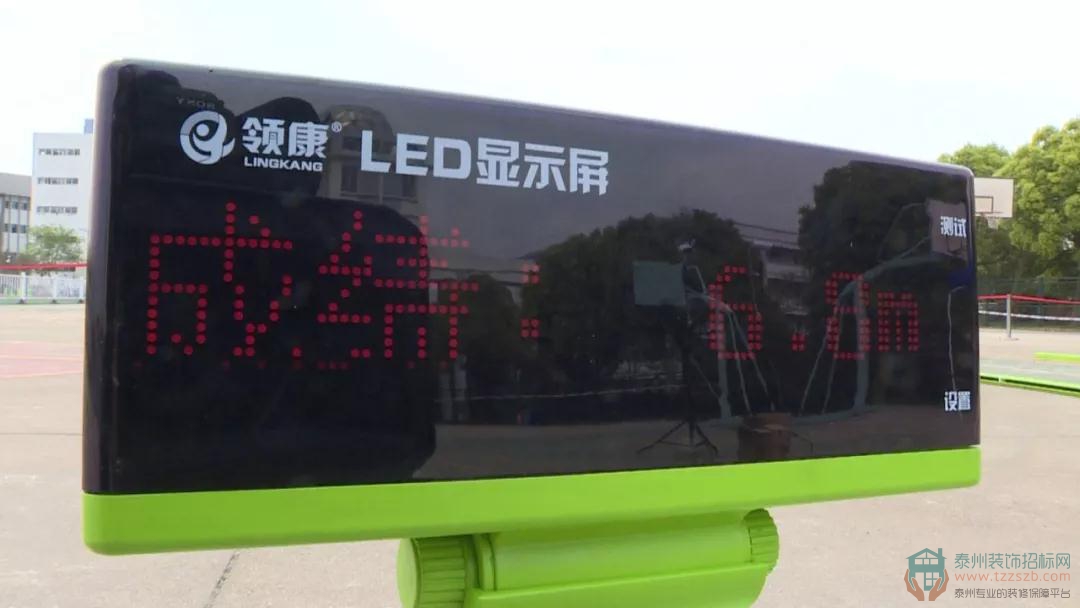 领康®
LINGKANG
LED显示屏
测试
成绩: 6.8m
设置
泰州装饰招标网
www.tzzszb.com
泰州专业的装修保障平台